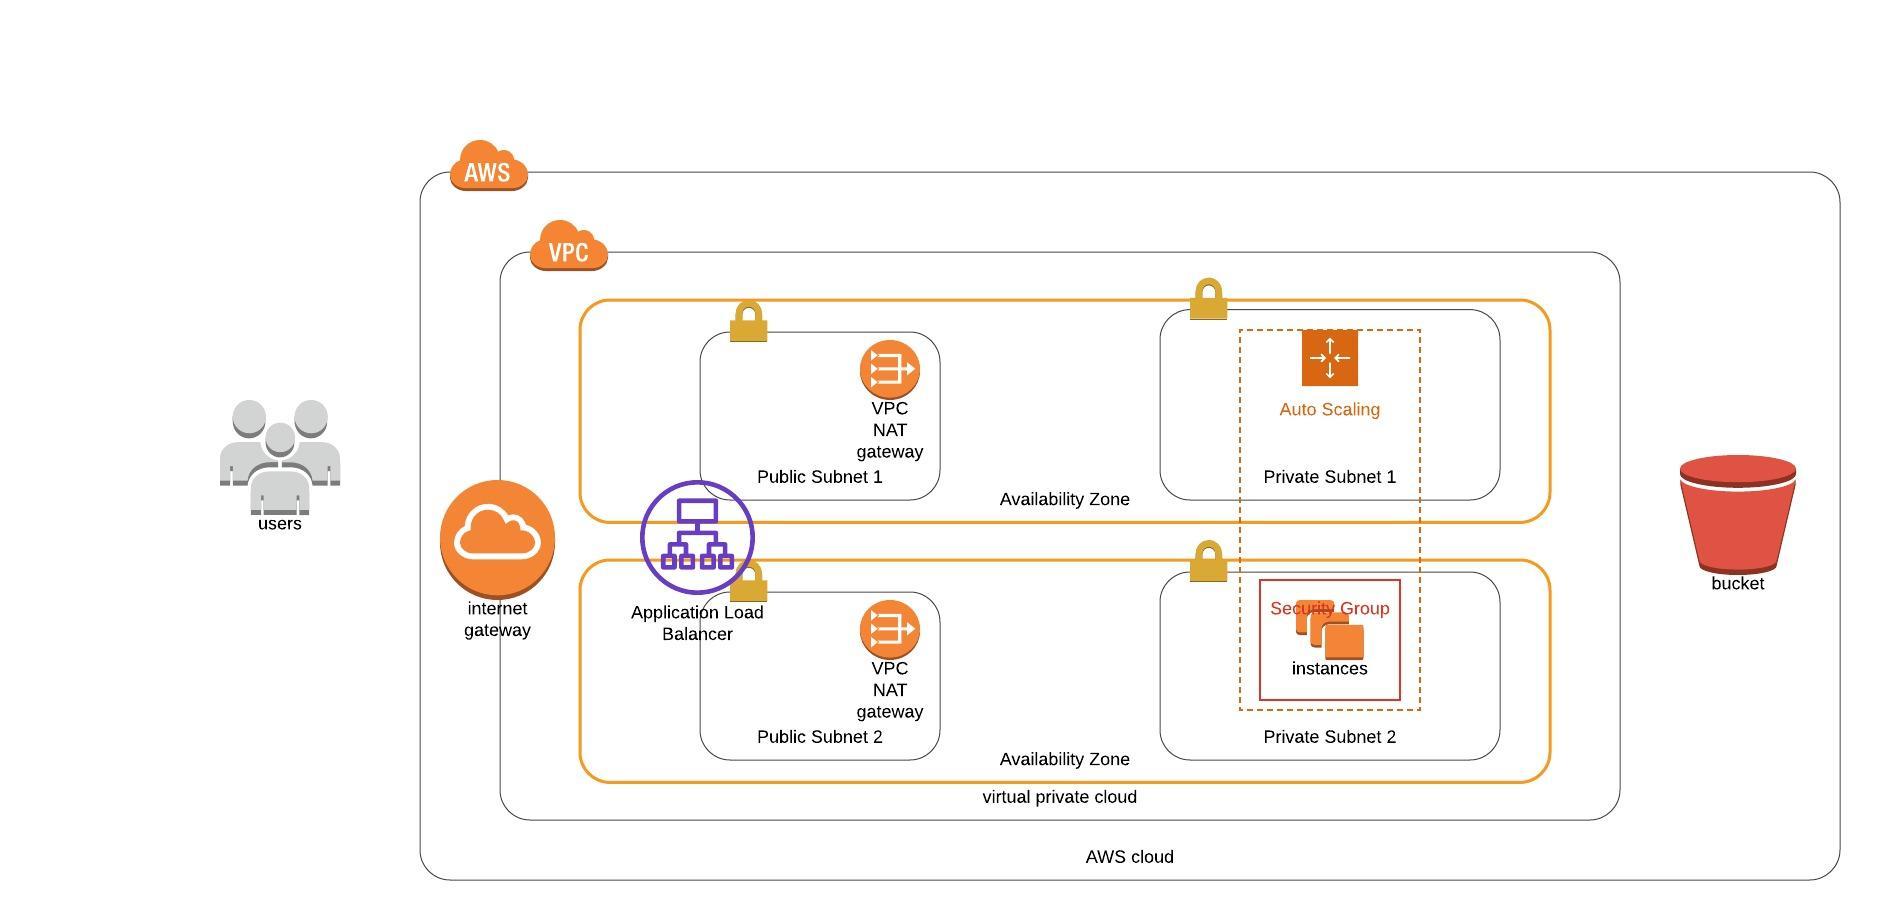 AWS
VPC
VPC
NAT
gateway
Public Subnet 1
Auto Scaling
Private Subnet 1
Availability Zone
users
internet
gateway
Application Load
Balancer
VPC
NAT
gateway
Public Subnet 2
Security Group
instances
Private Subnet 2
Availability Zone
virtual private cloud
AWS cloud
bucket